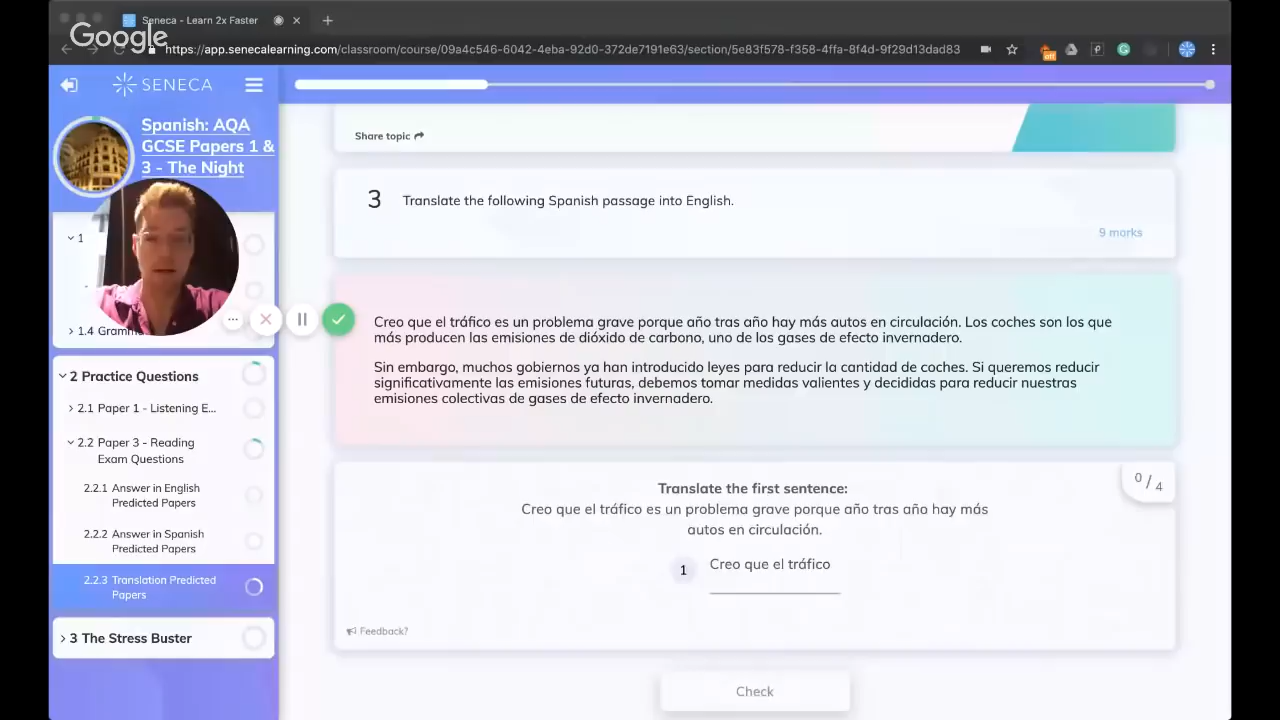 Seneca - Learn 2x Faster
Google
https://app.senecalearning.com/classroom/course/09a4c546-6042-4eba-92d0-372de7191e63/section/5e83f578-f358-4ffa-8f4d-9f29d13dad83
off
SENECA
Spanish: AQA
GCSE Papers 1 &
3 - The Night
1
1.4 Gramm
2 Practice Questions
2.1 Paper 1 - Listening E...
2.2 Paper 3 - Reading
Exam Questions
2.2.1 Answer in English
Predicted Papers
2.2.2 Answer in Spanish
Predicted Papers
2.2.3 Translation Predicted
Papers
3 The Stress Buster
Share topic
3 Translate the following Spanish passage into English.
9 morks
Creo que el tráfico es un problema grave porque año tras año hay más autos en circulación. Los coches son los que
más producen las emisiones de dióxido de carbono, uno de los gases de efecto invernadero.
Sin embargo, muchos gobiernos ya han introducido leyes para reducir la cantidad de coches. Si queremos reducir
significativamente las emisiones futuras, debemos tomar medidas valientes y decididas para reducir nuestras
emisiones colectivas de gases de efecto invernadero.
0 / 4
Translate the first sentence:
Creo que el tráfico es un problema grave porque año tras año hay más
autos en circulación.
1 Creo que el tráfico
Feedback?
Check